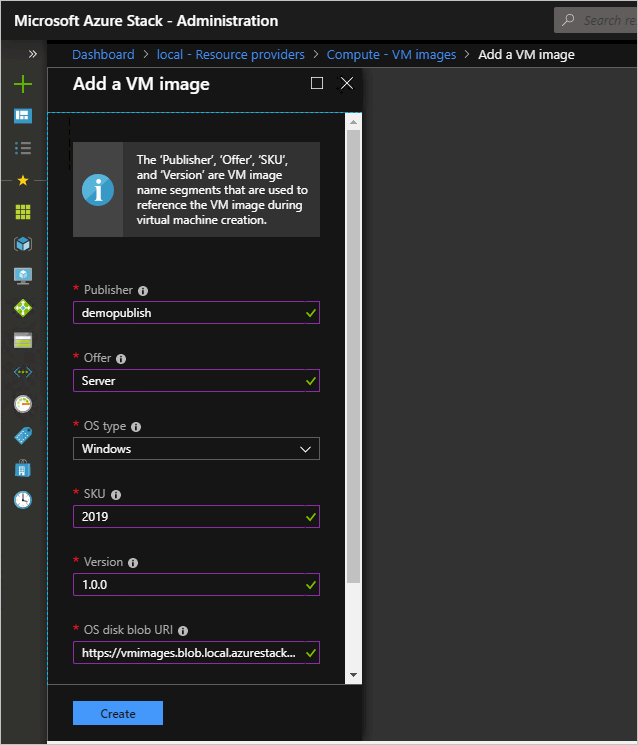 Microsoft Azure Stack - Administration
Search re
Dashboard > local - Resource providers > Compute - VM images > Add a VM image
Add a VM image
The ‘Publisher’, ‘Offer’, ‘SKU’,
and ‘Version’ are VM image
name segments that are used to
reference the VM image during
virtual machine creation.
* Publisher
demopublish
* Offer
Server
* OS type
Windows
* SKU
2019
* Version
1.0.0
* OS disk blob URI
https://vmimages.blob.local.azurestack...
Create